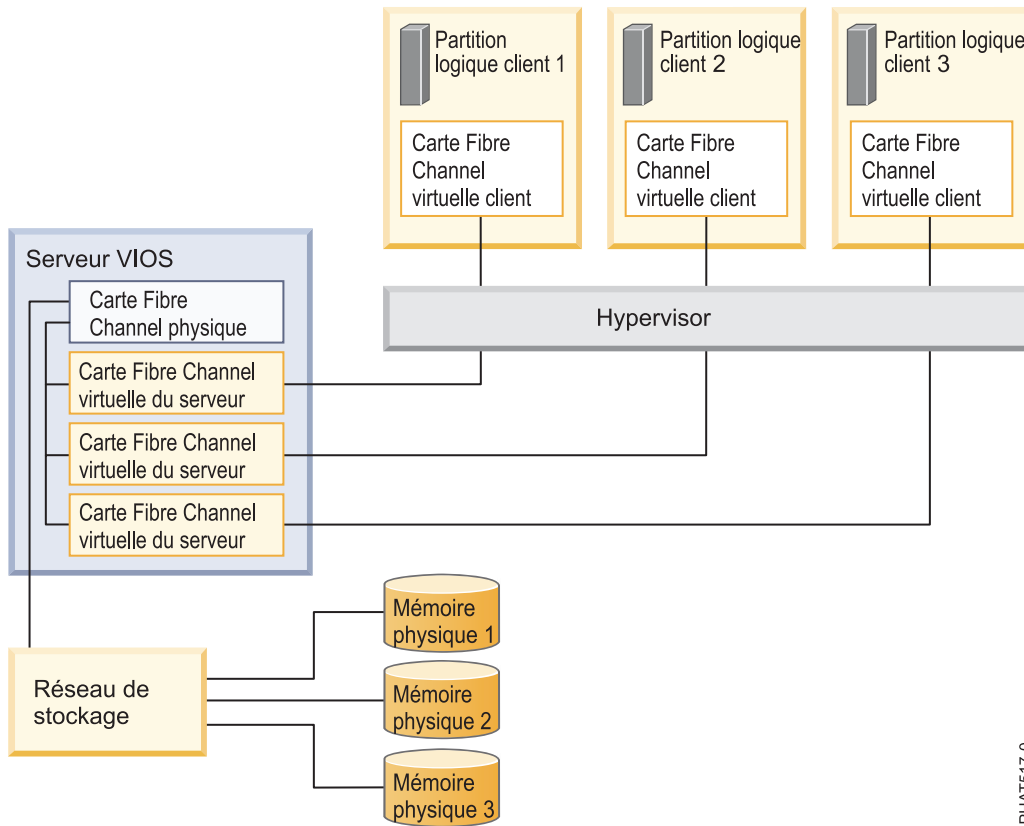 Partition
logique client 1
Partition logique
client 2
Partition logique
client 3
Carte Fibre
Channel
virtuelle client
Carte Fibre
Channel
virtuelle client
Carte Fibre
Channel
virtuelle client
Serveur VIOS
Carte Fibre
Channel physique
Hypervisor
Carte Fibre Channel
virtuelle du serveur
Carte Fibre Channel
virtuelle du serveur
Carte Fibre Channel
virtuelle du serveur
Mémoire
physique 1
Réseau de
stockage
Mémoire
physique 2
Mémoire
physique 3